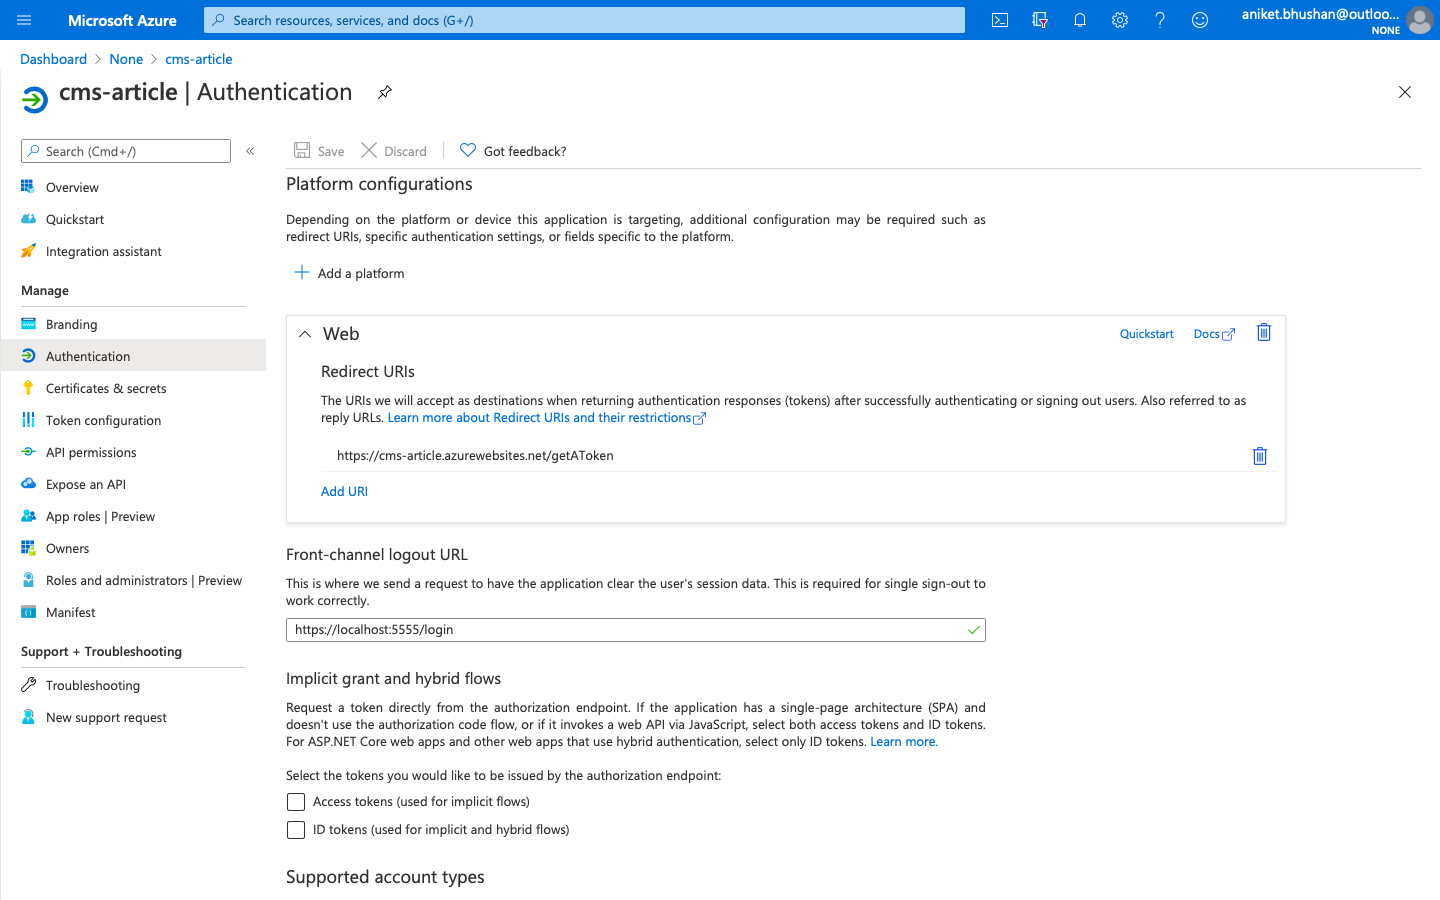 Microsoft Azure
Search resources, services, and docs (G+/)
aniket.bhushan@outloo...
NONE
Dashboard > None > cms-article
cms-article | Authentication
Search (Cmd+/)
«
Overview
Quickstart
Integration assistant
Manage
Branding
Authentication
Certificates & secrets
Token configuration
API permissions
Expose an API
App roles | Preview
Owners
Roles and administrators | Preview
Manifest
Support + Troubleshooting
Troubleshooting
New support request
Save
Discard
Got feedback?
Platform configurations
Depending on the platform or device this application is targeting, additional configuration may be required such as
redirect URIs, specific authentication settings, or fields specific to the platform.
Add a platform
Web
Quickstart
Docs
Redirect URIs
The URIs we will accept as destinations when returning authentication responses (tokens) after successfully authenticating or signing out users. Also referred to as
reply URLs. Learn more about Redirect URIs and their restrictions
https://cms-article.azurewebsites.net/getAToken
Add URI
Front-channel logout URL
This is where we send a request to have the application clear the user's session data. This is required for single sign-out to
work correctly.
https://localhost:5555/login
Implicit grant and hybrid flows
Request a token directly from the authorization endpoint. If the application has a single-page architecture (SPA) and
doesn't use the authorization code flow, or if it invokes a web API via JavaScript, select both access tokens and ID tokens.
For ASP.NET Core web apps and other web apps that use hybrid authentication, select only ID tokens. Learn more.
Select the tokens you would like to be issued by the authorization endpoint:
Access tokens (used for implicit flows)
ID tokens (used for implicit and hybrid flows)
Supported account types